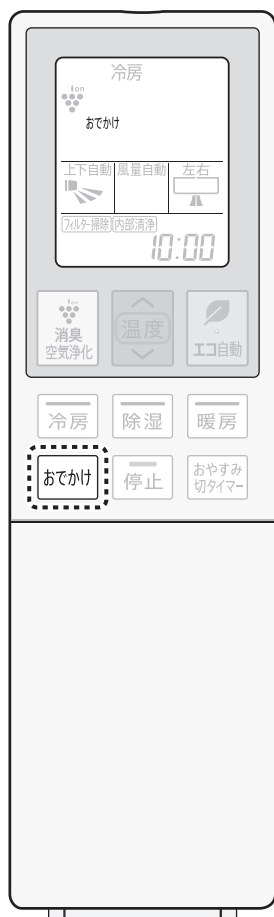 冷房
ion
おでかけ
上下自動 風量自動 左右
フィルター掃除 内部清浄
10:00
ion
消臭
空気浄化
温度
エコ自動
冷房 除湿 暖房
おでかけ 停止 おやすみ
切タイマー